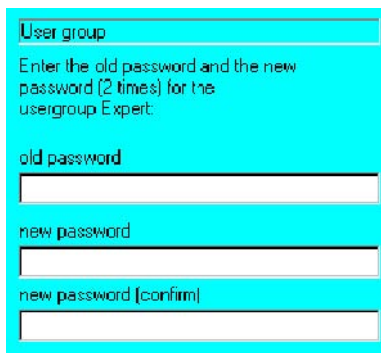 User group
Enter the old password and the new
password (2 times) for the
usergroup Expert:
old password
new password
new password (confirm)